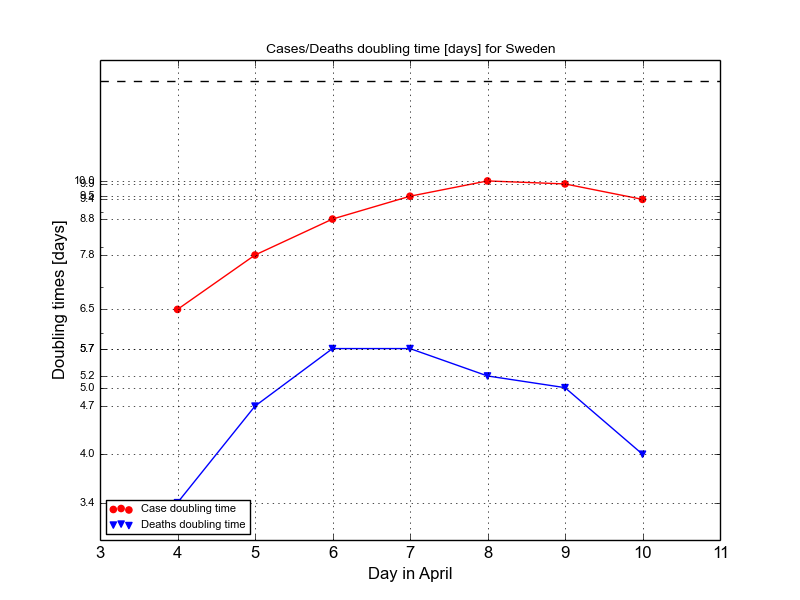 Cases/Deaths doubling time [days] for Sweden
Doubling times [days]
10.0
9.9
9.5
9.4
8.8
7.8
6.5
5.7
5.2
5.0
4.7
4.0
3.4
Case doubling time
Deaths doubling time
3 4 5 6 7 8 9 10 11
Day in April